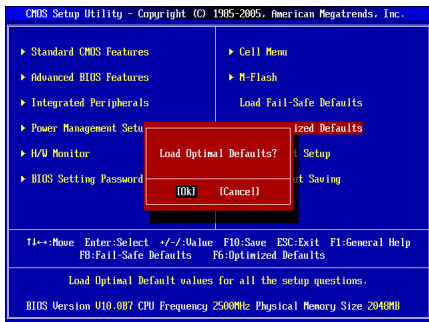 CMOS Setup Utility - Copyright (C) 1985-2005, American Megatrends, Inc.
Standard CMOS Features
Advanced BIOS Features
Integrated Peripherals
Power Management Setu
H/W Monitor
BIOS Setting Password
Cell Menu
M-Flash
Load Fail-Safe Defaults
ized Defaults
t Setup
ut Saving
Load Optimal Defaults?
[Ok] [Cancel]
↑↓↔:Move Enter:Select +/-/:Value F10:Save ESC:Exit F1:General Help
F8:Fail-Safe Defaults F6:Optimized Defaults
Load Optimal Default values for all the setup questions.
BIOS Version V10.0B7 CPU Frequency 2500MHz Physical Memory Size 2048MB